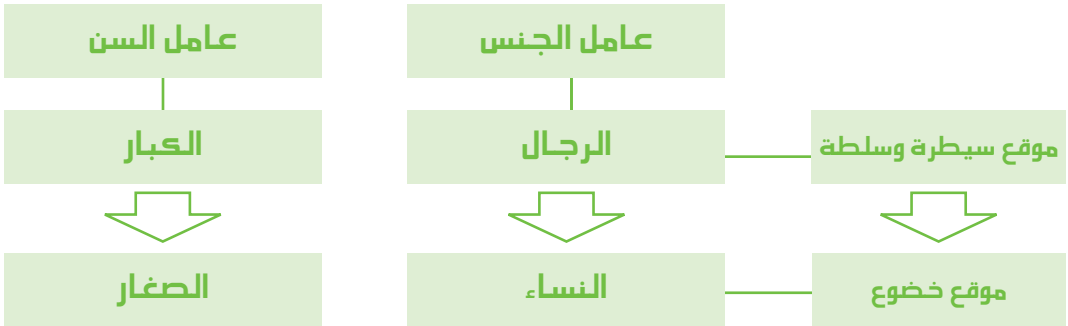 عامل الجنس
عامل السن
موقع سيطرة وسلطة
الرجال
الكبار
موقع خضوع
النساء
الصغار